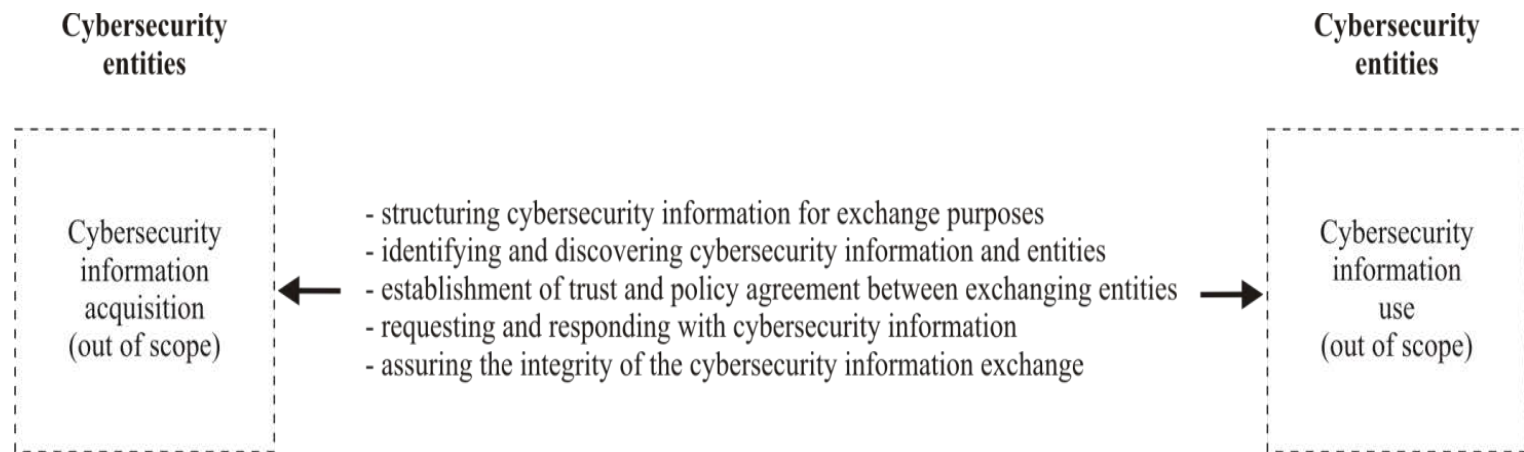 Cybersecurity
entities
Cybersecurity
entities
Cybersecurity
information
acquisition
(out of scope)
- structuring cybersecurity information for exchange purposes
- identifying and discovering cybersecurity information and entities
- establishment of trust and policy agreement between exchanging entities
- requesting and responding with cybersecurity information
- assuring the integrity of the cybersecurity information exchange
Cybersecurity
information
use
(out of scope)